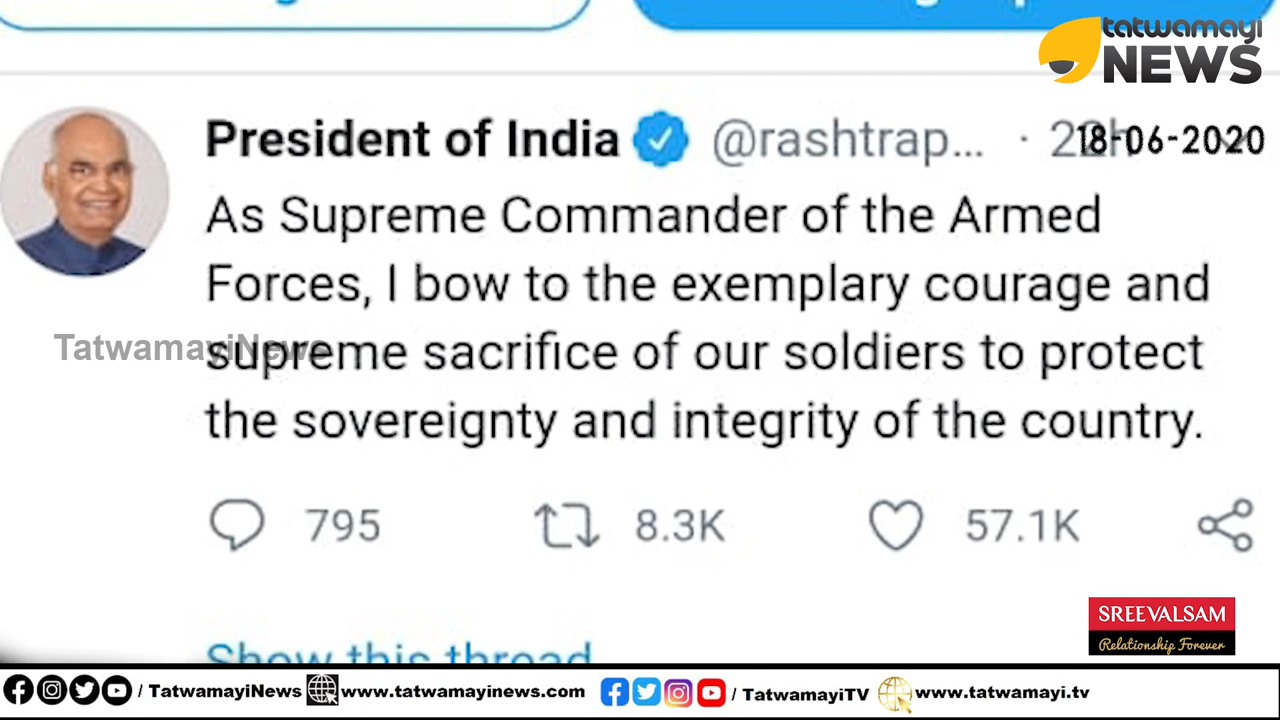 tatwamayi
NEWS
President of India @rashtrap... · 22h
18-06-2020
As Supreme Commander of the Armed
Forces, I bow to the exemplary courage and
supreme sacrifice of our soldiers to protect
the sovereignty and integrity of the country.
TatwamayiNews
795 8.3K 57.1K
Show this thread
SREEVALSAM
Relationship Forever
/ TatwamayiNews www.tatwamayinews.com / TatwamayiTV www.tatwamayi.tv